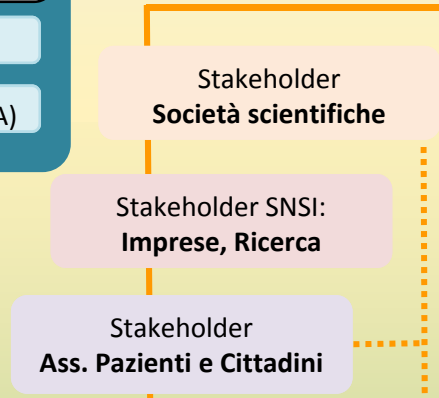 A)
Stakeholder
Società scientifiche
Stakeholder SNSI:
Imprese, Ricerca
Stakeholder
Ass. Pazienti e Cittadini